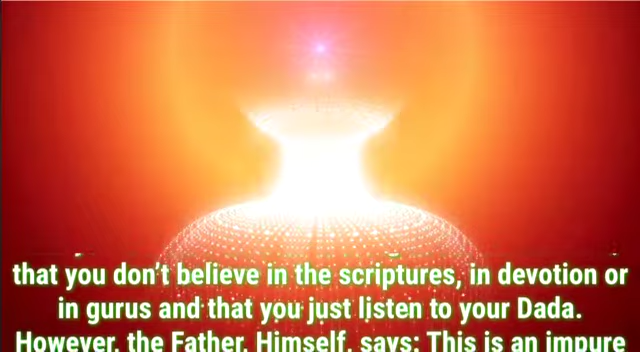 that you don't believe in the scriptures, in devotion or
in gurus and that you just listen to your Dada.
However, the Father, Himself, says: This is an impure